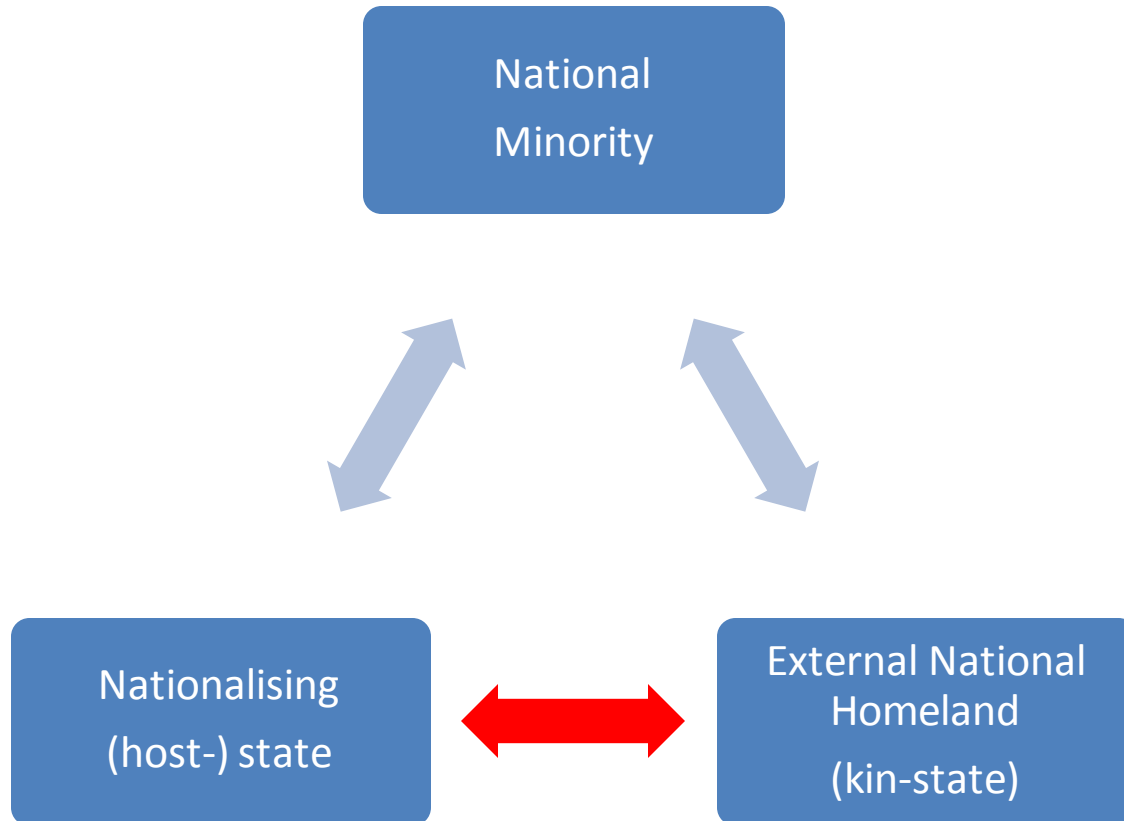 National
Minority
Nationalising
(host-) state
External National
Homeland
(kin-state)